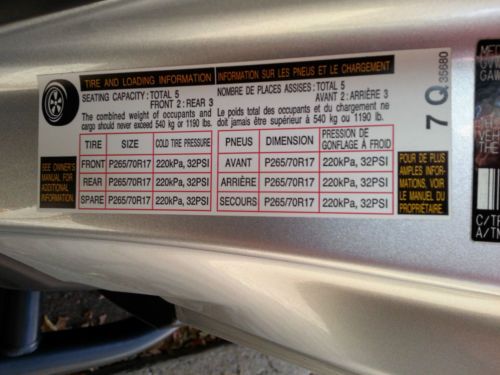 TIRE AND LOADING INFORMATION
SEATING CAPACITY: TOTAL 5
FRONT 2 : REAR 3
The combined weight of occupants and
cargo should never exceed 540 kg or 1190 lbs.
TIRE SIZE COLD TIRE PRESSURE
FRONT P265/70R17 220kPa, 32PSI
REAR P265/70R17 220kPa, 32PSI
SPARE P265/70R17 220kPa, 32PSI
SEE OWNER'S
MANUAL FOR
ADDITIONAL
INFORMATION.
INFORMATION SUR LES PNEUS ET LE CHARGEMENT
NOMBRE DE PLACES ASSISES: TOTAL 5
AVANT 2 : ARRIÈRE 3
Le poids total des occupants et du chargement ne
doit jamais être supérieur à 540 kg ou 1190 lb.
PNEUS DIMENSION PRESSION DE
GONFLAGE À FROID
AVANT P265/70R17 220kPa, 32PSI
ARRIÈRE P265/70R17 220kPa, 32PSI
SECOURS P265/70R17 220kPa, 32PSI
POUR DE PLUS
AMPLES INFOR-
MATIONS, VOIR
LE MANUEL DU
PROPRIÉTAIRE.
7 Q 35680
THE
C/TR
A/TM